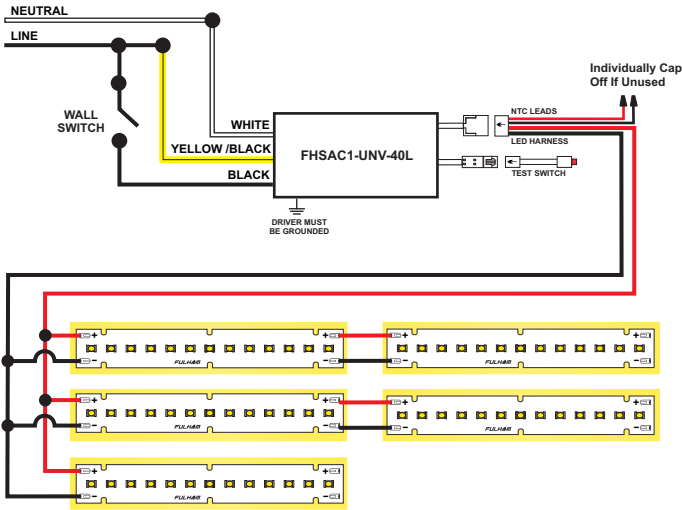 NEUTRAL
LINE
Individually Cap
Off If Unused
WALL
SWITCH
WHITE
YELLOW /BLACK
BLACK
FHSAC1-UNV-40L
NTC LEADS
LED HARNESS
TEST SWITCH
DRIVER MUST
BE GROUNDED
+ + + +
- - - -
FULHAM FULHAM
+ + + +
- - - -
FULHAM FULHAM
+ +
- -
FULHAM